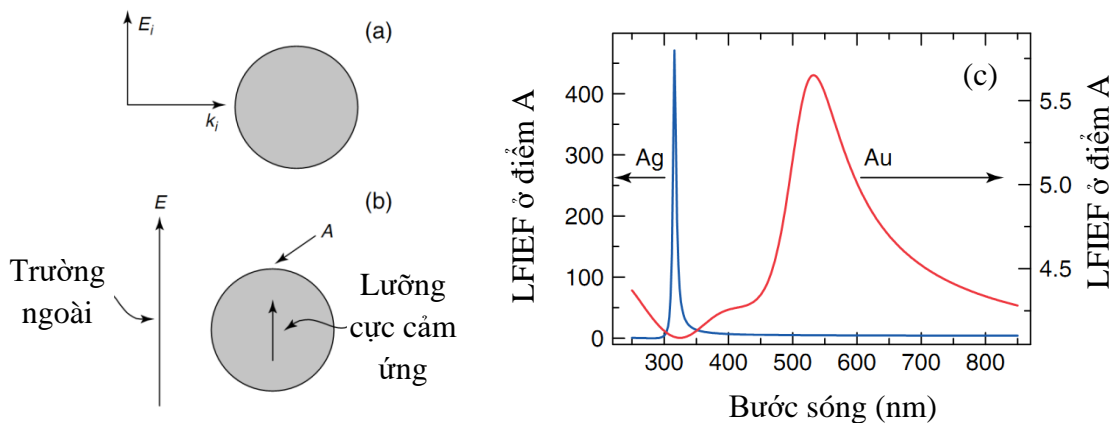 E_i
(a)
k_i
E
(b)
A
Trường
ngoài
Lưỡng
cực cảm
ứng
(c)
LFIEF ở điểm A
400
300
200
100
0
Ag
Au
5.5
5.0
4.5
LFIEF ở điểm A
300 400 500 600 700 800
Bước sóng (nm)